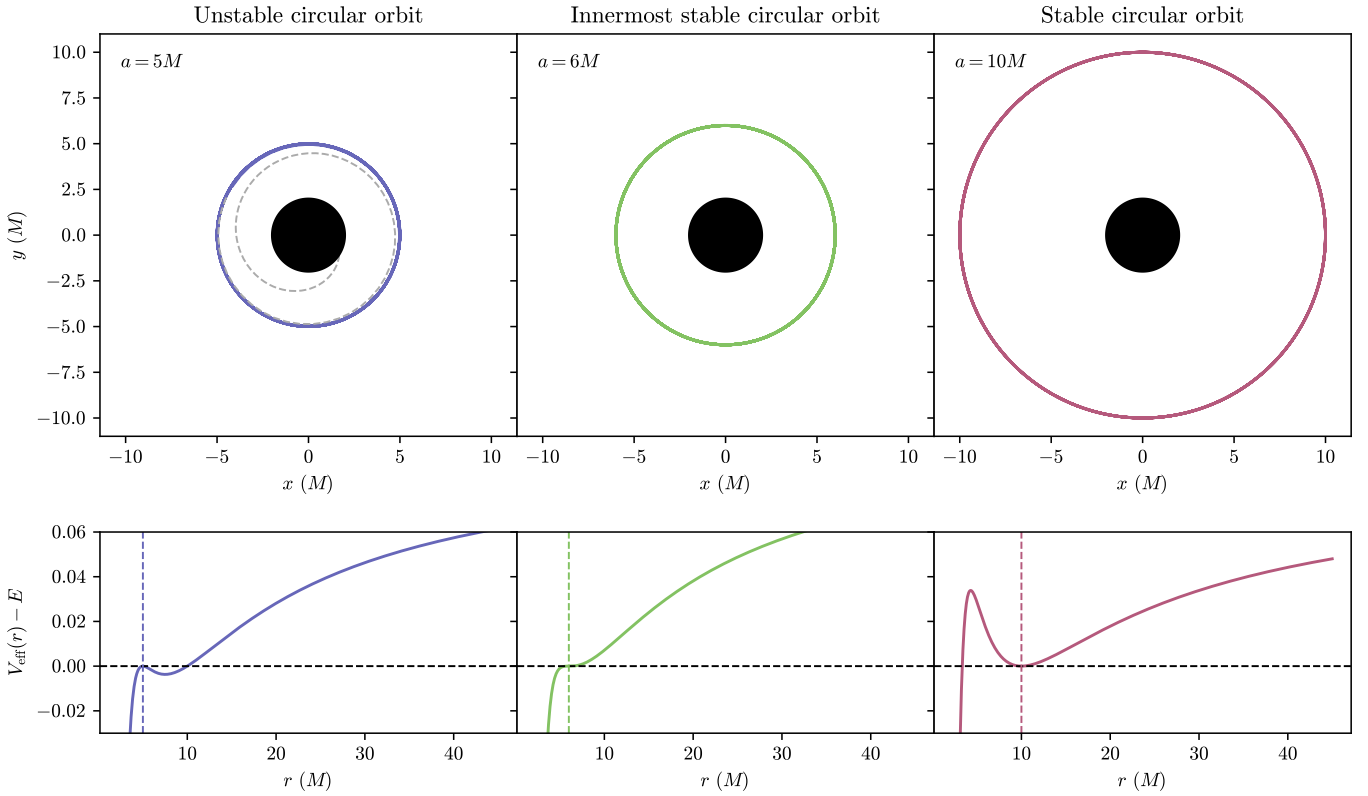 Unstable circular orbit
Innermost stable circular orbit
Stable circular orbit
a = 5M
a = 6M
a = 10M
10.0
7.5
5.0
2.5
0.0
−2.5
−5.0
−7.5
−10.0
y (M)
−10 −5 0 5 10
−10 −5 0 5 10
−10 −5 0 5 10
x (M)
x (M)
x (M)
0.06
0.04
0.02
0.00
−0.02
V_eff(r) − E
10 20 30 40
10 20 30 40
10 20 30 40
r (M)
r (M)
r (M)